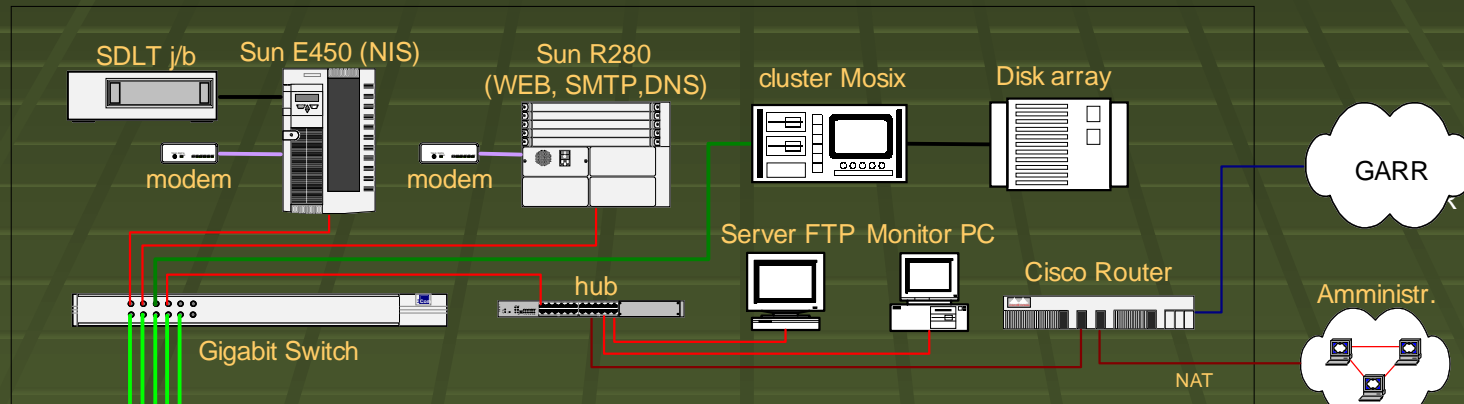 SDLT j/b
Sun E450 (NIS)
Sun R280
(WEB, SMTP,DNS)
cluster Mosix
Disk array
modem
modem
GARR
Server FTP
Monitor PC
hub
Cisco Router
Amministr.
Gigabit Switch
NAT